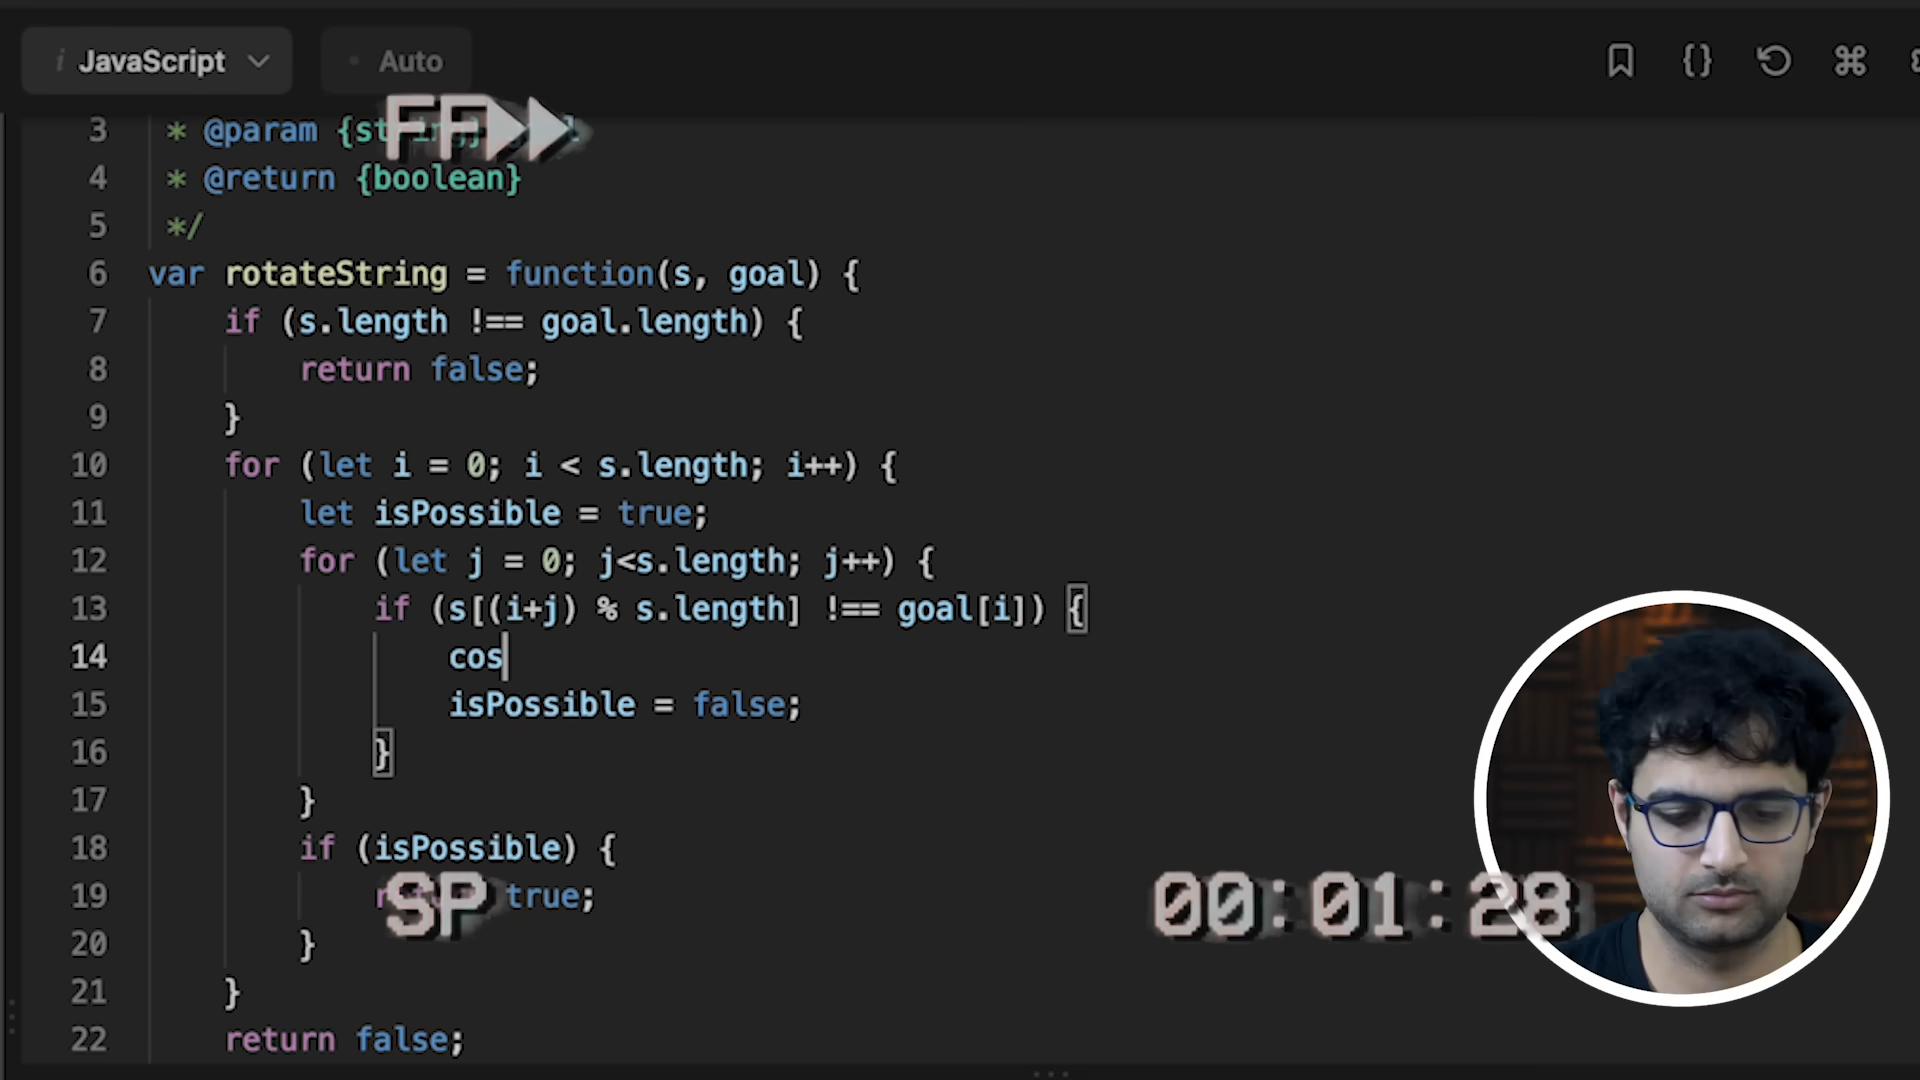 i JavaScript Auto
FF
3 * @param
4 * @return {boolean}
5 */
6 var rotateString = function(s, goal) {
7 if (s.length !== goal.length) {
8 return false;
9 }
10 for (let i = 0; i < s.length; i++) {
11 let isPossible = true;
12 for (let j = 0; j<s.length; j++) {
13 if (s[(i+j) % s.length] !== goal[i]) {
14 cos
15 isPossible = false;
16 }
17 }
18 if (isPossible) {
19 true;
SP 00:01:28
20 }
21 }
22 return false;